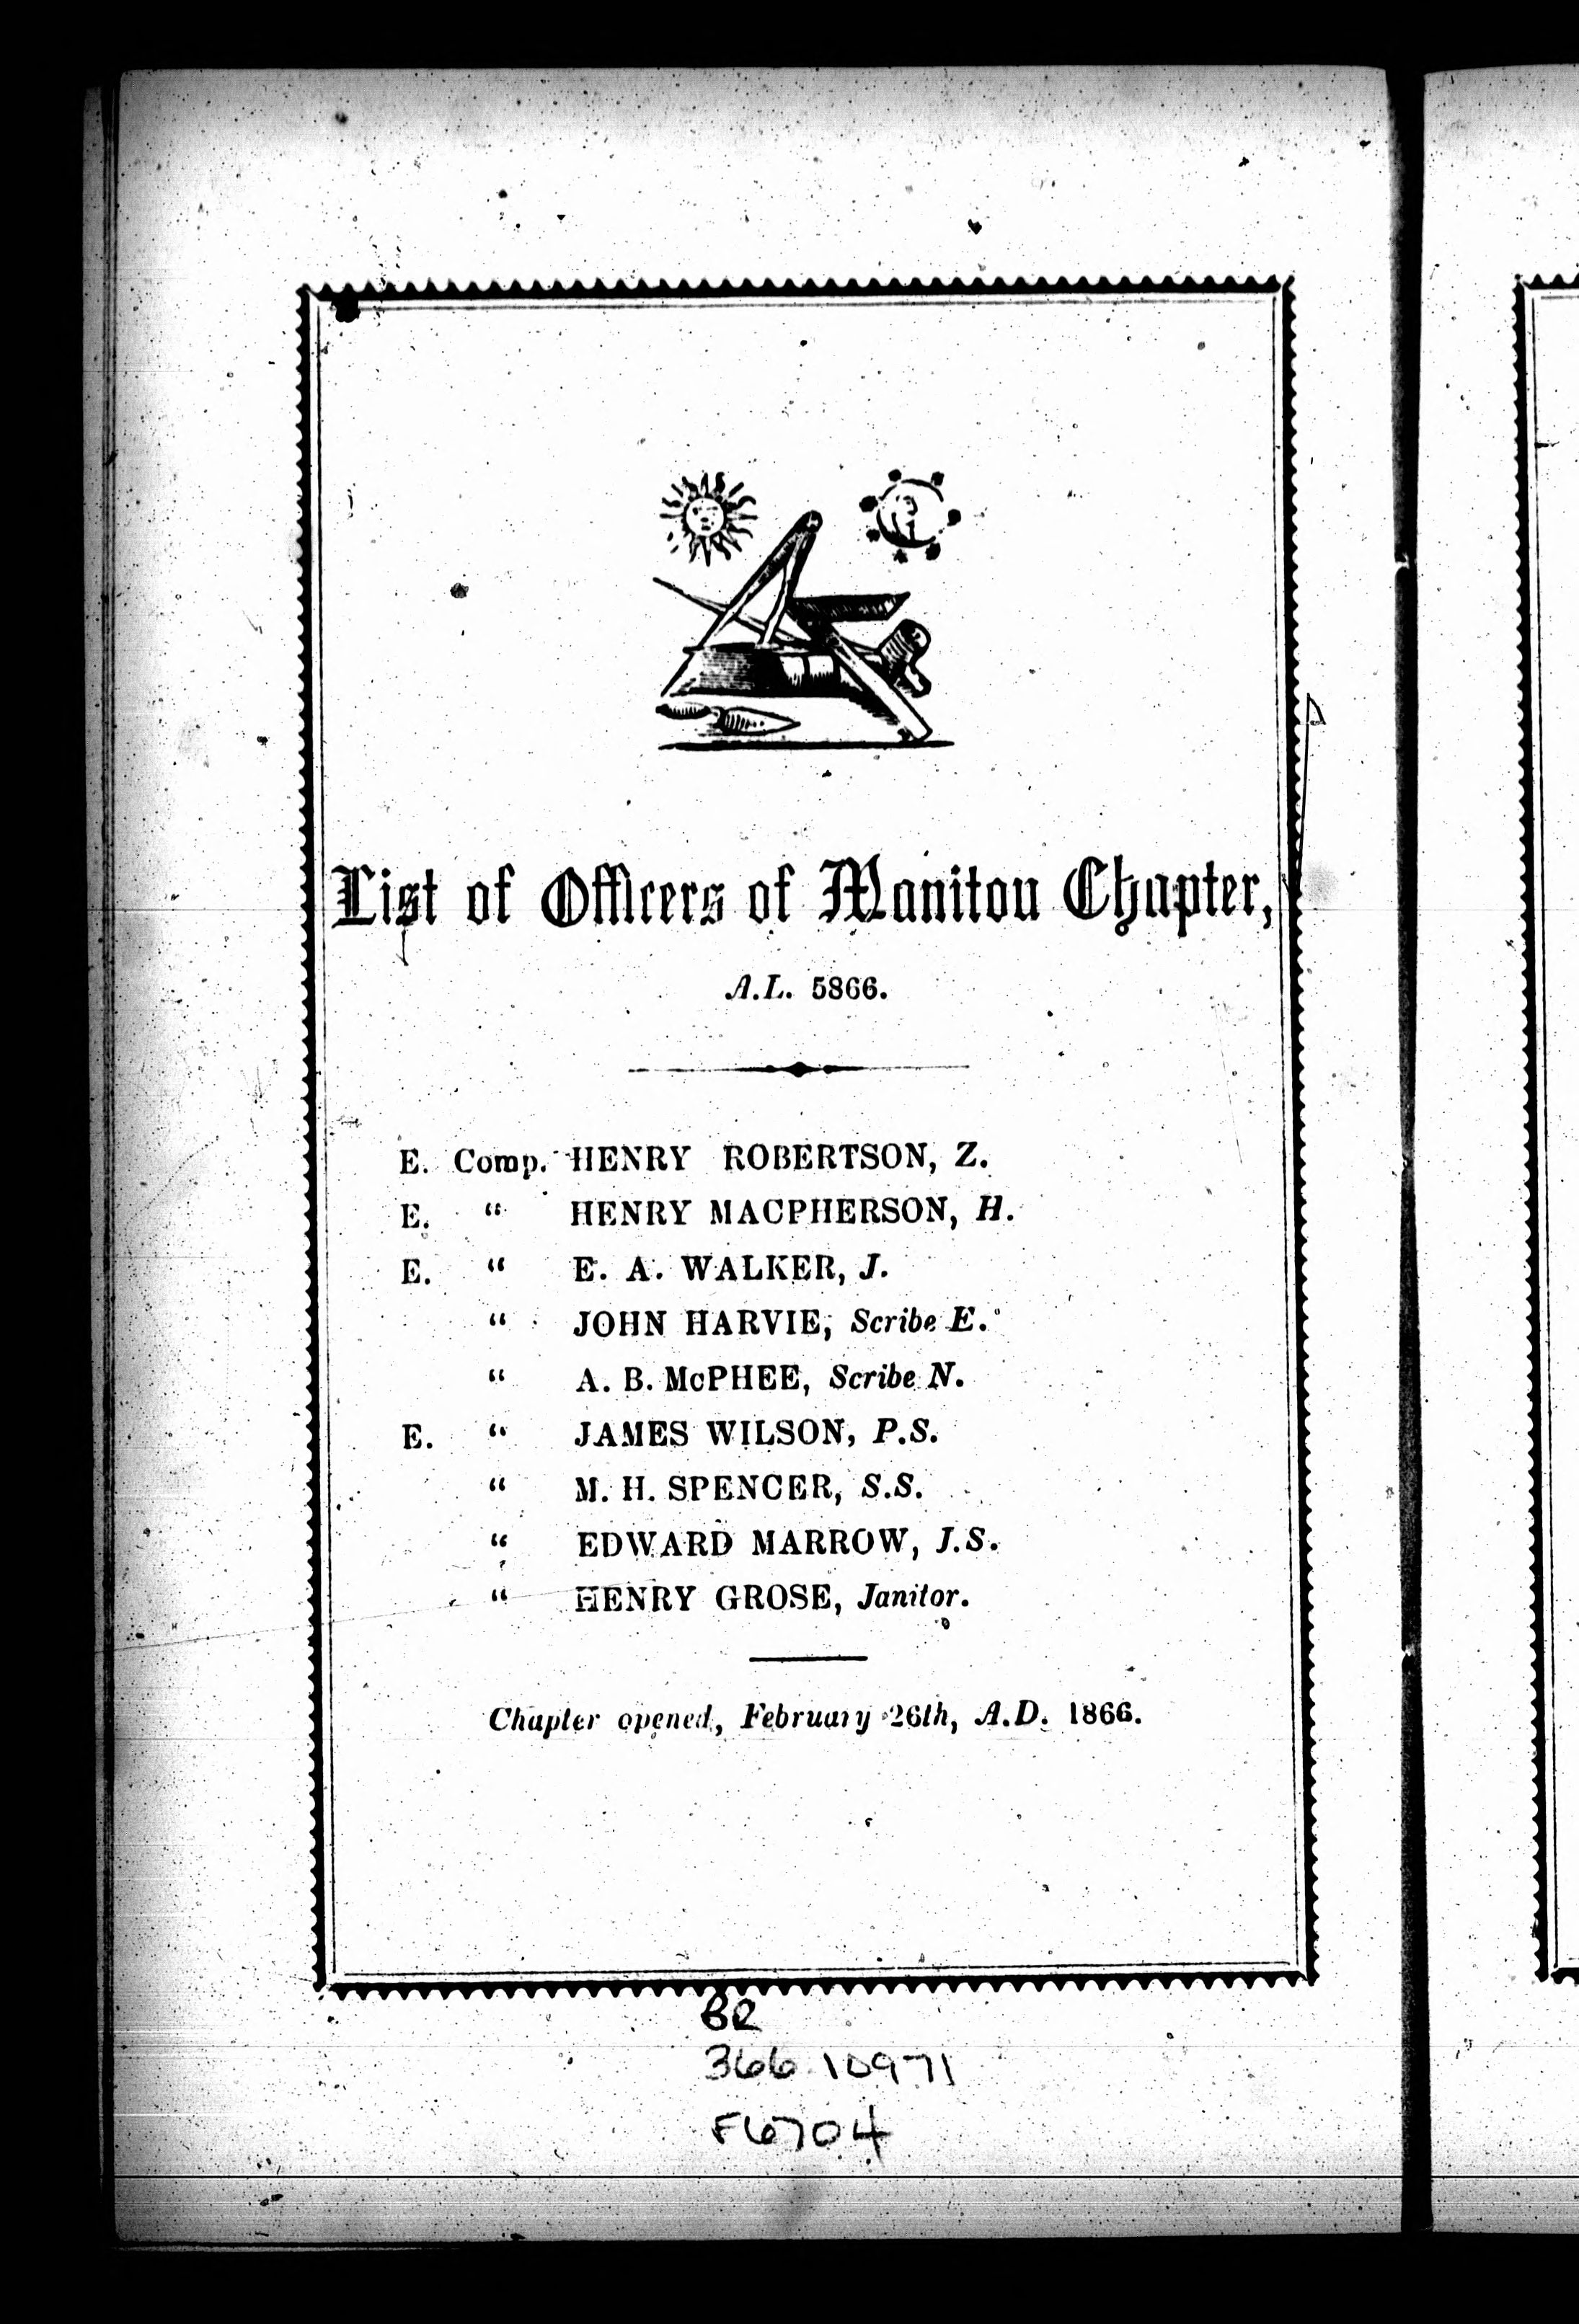 List of Officers of Manitou Chapter,
A.L. 5866.
E. Comp. HENRY ROBERTSON, Z.
E. “ HENRY MACPHERSON, H.
E. “ E. A. WALKER, J.
“ JOHN HARVIE, Scribe E.
“ A. B. McPHEE, Scribe N.
E. “ JAMES WILSON, P.S.
“ M. H. SPENCER, S.S.
“ EDWARD MARROW, J.S.
“ HENRY GROSE, Janitor.
Chapter opened, February 26th, A.D. 1866.
BR
366.10971
F6704